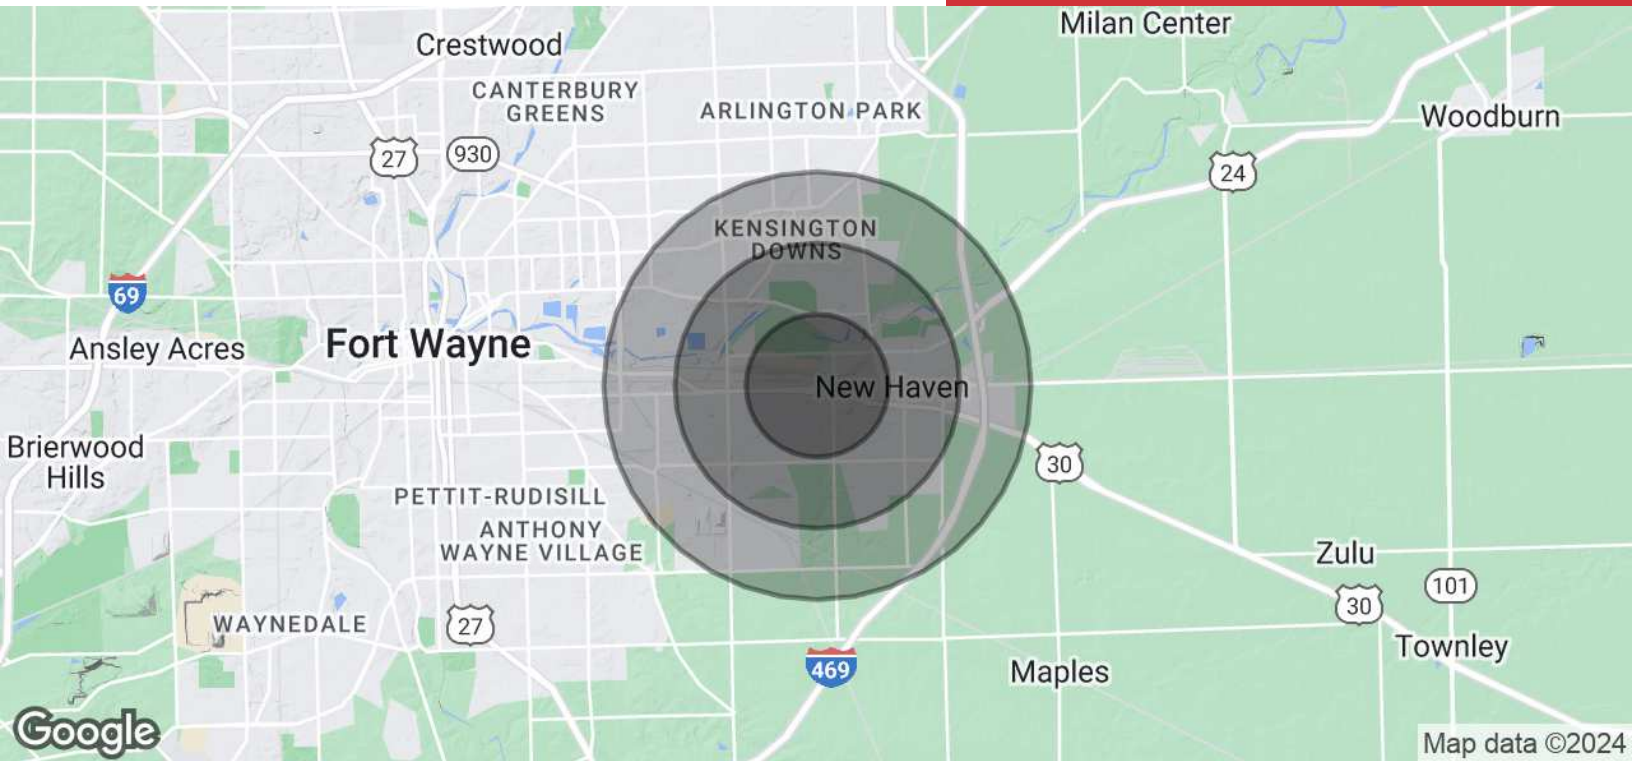 Milan Center
Crestwood
CANTERBURY
GREENS
ARLINGTON PARK
Woodburn
27
930
24
KENSINGTON
DOWNS
69
Fort Wayne
Ansley Acres
New Haven
Brierwood
Hills
30
PETTIT-RUDISILL
ANTHONY
WAYNE VILLAGE
Zulu
101
30
WAYNEDALE
27
Townley
469
Maples
Google
Map data ©2024